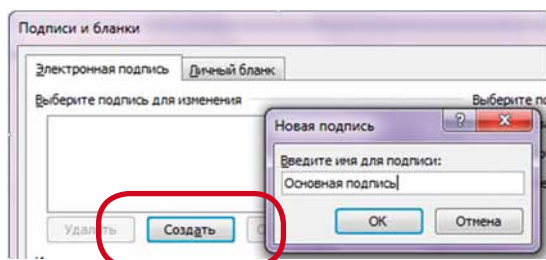 Подписи и бланки
Электронная подпись
Личный бланк
Выберите подпись для изменения
Выберите
Новая подпись
Введите имя для подписи:
Основная подпись
Удалить
Создать
ОК
Отмена